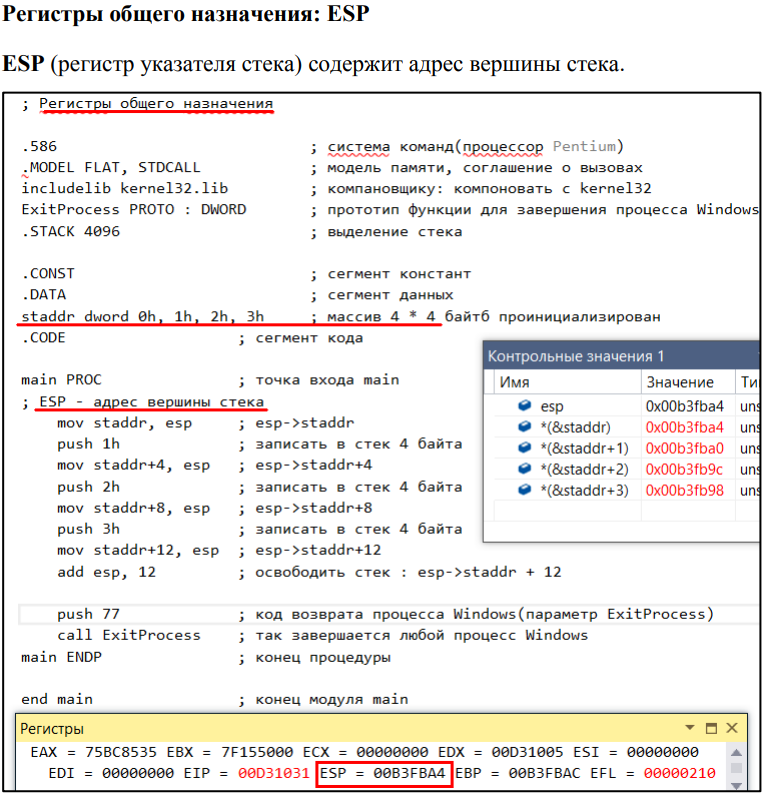 Регистры общего назначения: ESP
ESP (регистр указателя стека) содержит адрес вершины стека.
; Регистры общего назначения
.586 ; система команд(процессор Pentium)
.MODEL FLAT, STDCALL ; модель памяти, соглашение о вызовах
includelib kernel32.lib ; компановщику: компоновать с kernel32
ExitProcess PROTO : DWORD ; прототип функции для завершения процесса Windows
.STACK 4096 ; выделение стека
.CONST ; сегмент констант
.DATA ; сегмент данных
staddr dword 0h, 1h, 2h, 3h ; массив 4 * 4 байтб проинициализирован
.CODE ; сегмент кода
main PROC ; точка входа main
; ESP - адрес вершины стека
mov staddr, esp ; esp->staddr
push 1h ; записать в стек 4 байта
mov staddr+4, esp ; esp->staddr+4
push 2h ; записать в стек 4 байта
mov staddr+8, esp ; esp->staddr+8
push 3h ; записать в стек 4 байта
mov staddr+12, esp ; esp->staddr+12
add esp, 12 ; освободить стек : esp->staddr + 12
push 77 ; код возврата процесса Windows(параметр ExitProcess)
call ExitProcess ; так завершается любой процесс Windows
main ENDP ; конец процедуры
end main ; конец модуля main
Контрольные значения 1
Имя Значение Ти
esp 0x00b3fba4 uns
*(&staddr) 0x00b3fba4 uns
*(&staddr+1) 0x00b3fba0 uns
*(&staddr+2) 0x00b3fb9c uns
*(&staddr+3) 0x00b3fb98 uns
Регистры
EAX = 75BC8535 EBX = 7F155000 ECX = 00000000 EDX = 00D31005 ESI = 00000000
EDI = 00000000 EIP = 00D31031 ESP = 00B3FBA4 EBP = 00B3FBAC EFL = 00000210